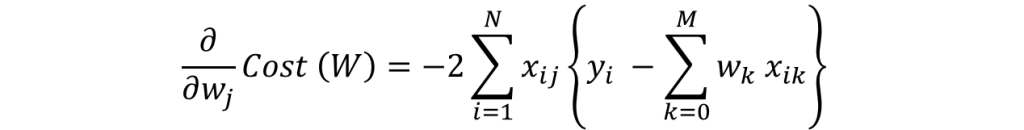 ∂/∂w_j Cost (W) = −2 ∑_{i=1}^{N} x_{ij} { y_i − ∑_{k=0}^{M} w_k x_{ik} }